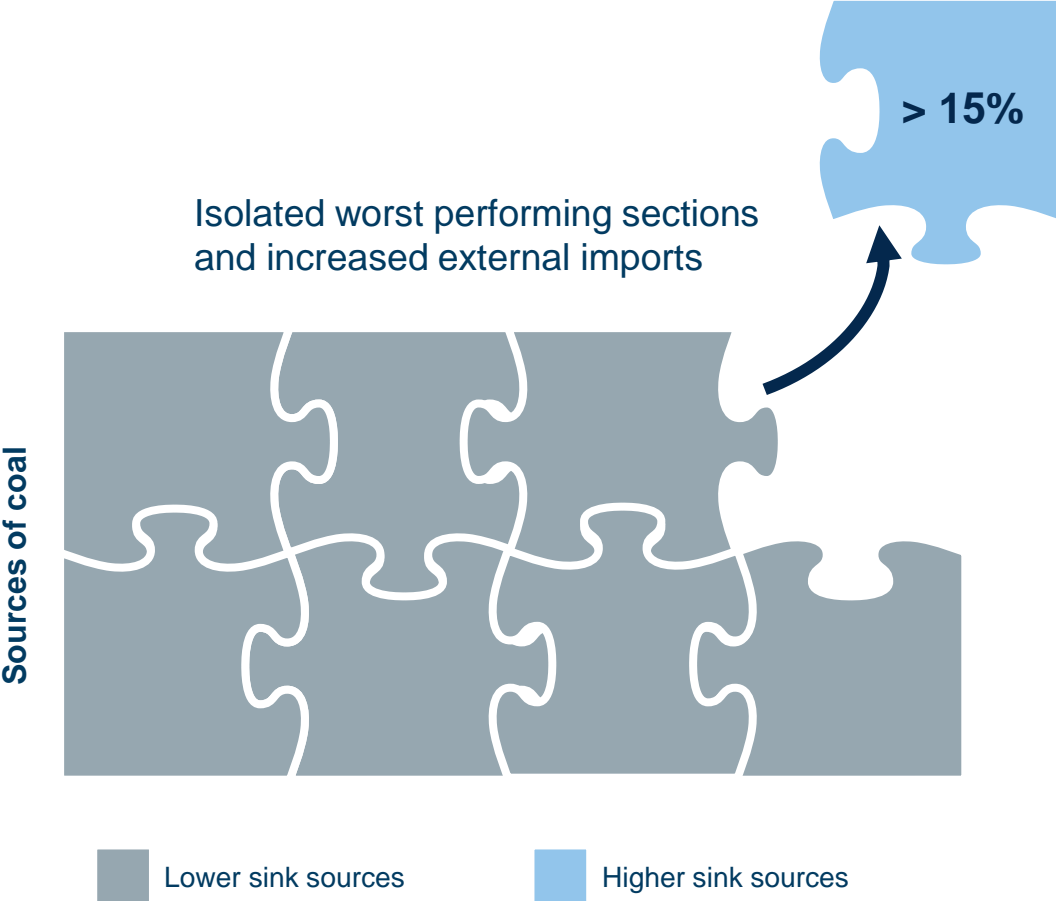 > 15%
Isolated worst performing sections
and increased external imports
Sources of coal
Lower sink sources
Higher sink sources